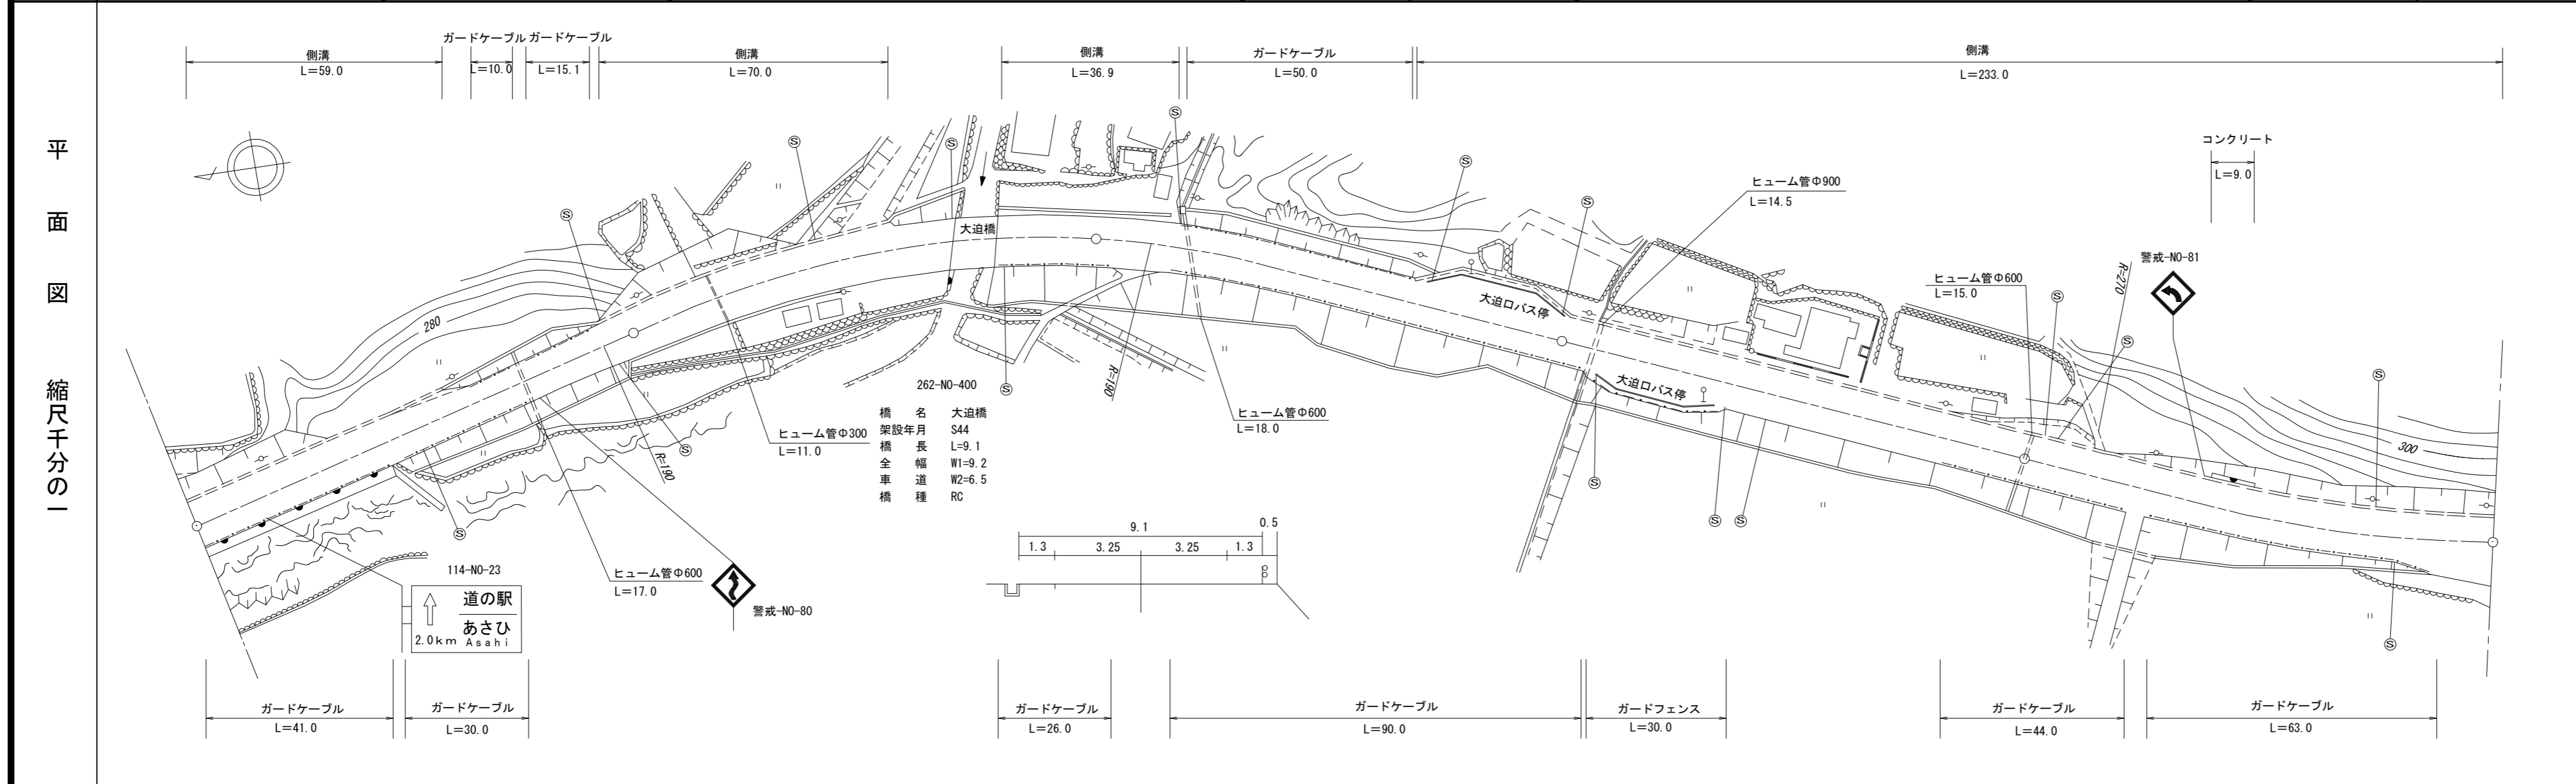 平面図 縮尺千分の一
側溝
L=59.0
ガードケーブル
L=10.0
ガードケーブル
L=15.1
側溝
L=70.0
側溝
L=36.9
ガードケーブル
L=50.0
側溝
L=233.0
コンクリート
L=9.0
Ⓢ
Ⓢ
Ⓢ
Ⓢ
Ⓢ
Ⓢ
ヒューム管Φ900
L=14.5
大迫橋
280
大迫口バス停
大迫口バス停
ヒューム管Φ600
L=15.0
Ⓢ
R=270
警戒-NO-81
Ⓢ
Ⓢ
300
262-NO-400
Ⓢ
R=190
橋名 大迫橋
架設年月 S44
橋長 L=9.1
全幅 W1=9.2
車道 W2=6.5
橋種 RC
ヒューム管Φ600
L=18.0
ヒューム管Φ300
L=11.0
Ⓢ
R=190
Ⓢ
Ⓢ
Ⓢ
Ⓢ
Ⓢ
9.1
0.5
1.3
3.25
3.25
1.3
114-NO-23
道の駅
あさひ
2.0km Asahi
ヒューム管Φ600
L=17.0
警戒-NO-80
ガードケーブル
L=41.0
ガードケーブル
L=30.0
ガードケーブル
L=26.0
ガードケーブル
L=90.0
ガードフェンス
L=30.0
ガードケーブル
L=44.0
ガードケーブル
L=63.0